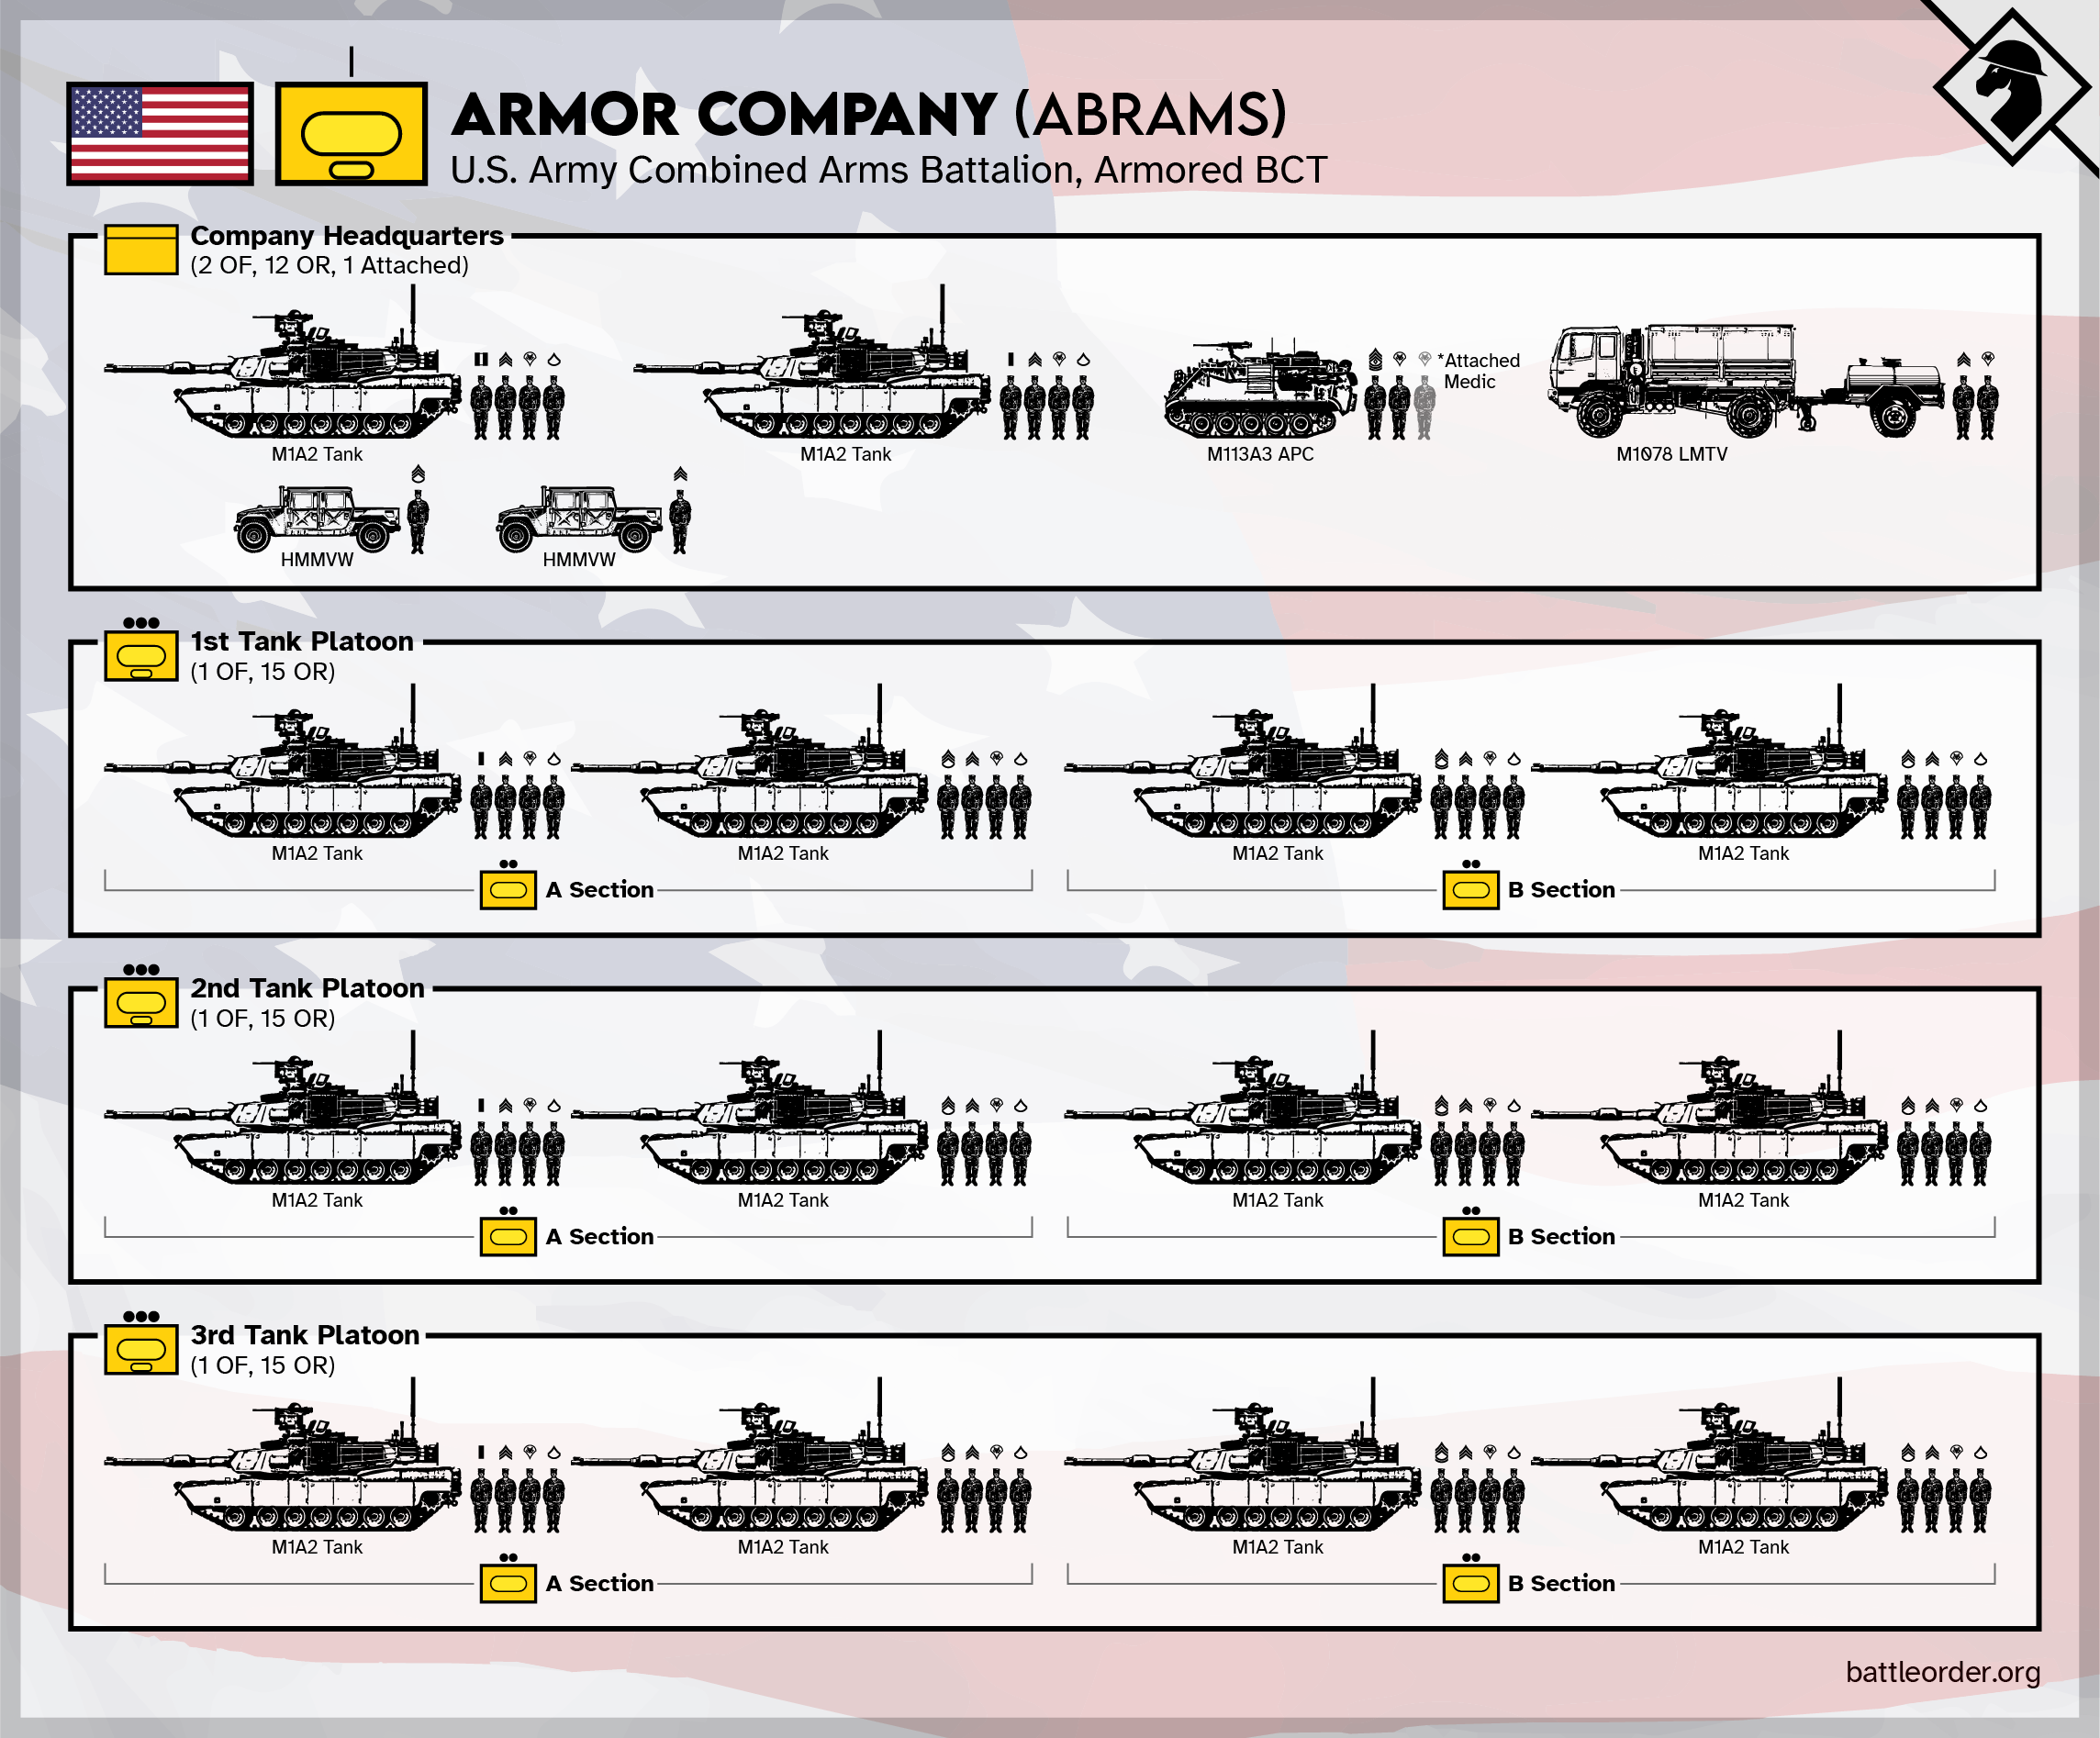 ARMOR COMPANY (ABRAMS)
U.S. Army Combined Arms Battalion, Armored BCT
Company Headquarters
(2 OF, 12 OR, 1 Attached)
*Attached
Medic
M1A2 Tank
M1A2 Tank
M113A3 APC
M1078 LMTV
HMMVW
HMMVW
1st Tank Platoon
(1 OF, 15 OR)
M1A2 Tank
M1A2 Tank
M1A2 Tank
M1A2 Tank
A Section
B Section
2nd Tank Platoon
(1 OF, 15 OR)
M1A2 Tank
M1A2 Tank
M1A2 Tank
M1A2 Tank
A Section
B Section
3rd Tank Platoon
(1 OF, 15 OR)
M1A2 Tank
M1A2 Tank
M1A2 Tank
M1A2 Tank
A Section
B Section
battleorder.org